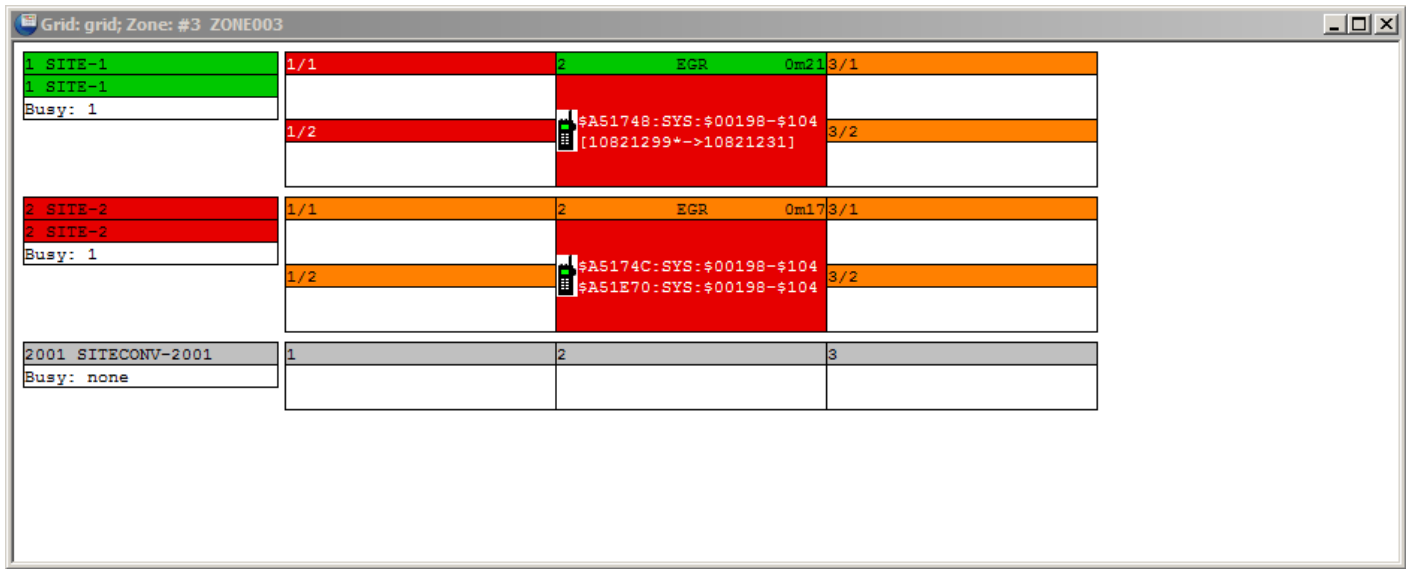 Grid: grid; Zone: #3 ZONE003
1 SITE-1
1 SITE-1
Busy: 1
1/1
1/2
2 EGR 0m21
$A51748:SYS:$00198-$104
[10821299*->10821231]
3/1
3/2
2 SITE-2
2 SITE-2
Busy: 1
1/1
1/2
2 EGR 0m17
$A5174C:SYS:$00198-$104
$A51E70:SYS:$00198-$104
3/1
3/2
2001 SITECONV-2001
Busy: none
1
2
3